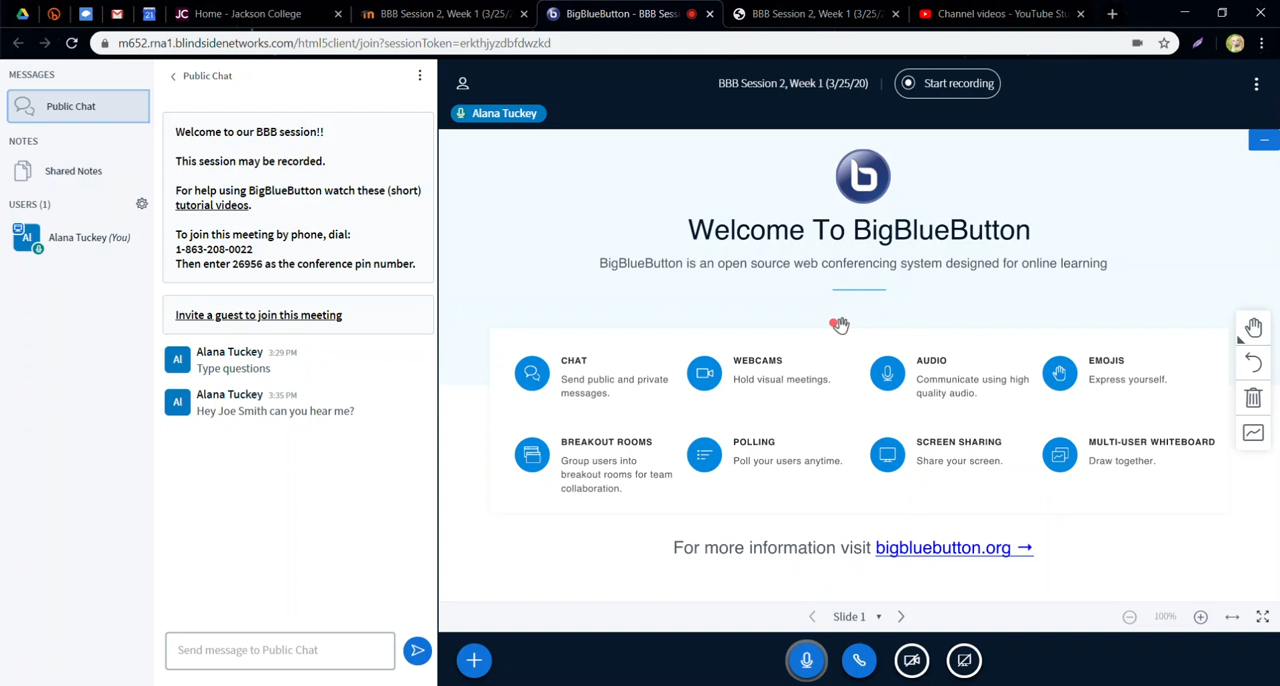 Home - Jackson College
BBB Session 2, Week 1 (3/25/
BigBlueButton - BBB Sess
BBB Session 2, Week 1 (3/25/
Channel videos - YouTube Stu
m652.rna1.blindsidenetworks.com/html5client/join?sessionToken=erkthjyzdbfdwzkd
MESSAGES
Public Chat
NOTES
Shared Notes
USERS (1)
Al
Alana Tuckey (You)
Public Chat
Welcome to our BBB session!!
This session may be recorded.
For help using BigBlueButton watch these (short)
tutorial videos.
To join this meeting by phone, dial:
1-863-208-0022
Then enter 26956 as the conference pin number.
Invite a guest to join this meeting
Al
Alana Tuckey 3:29 PM
Type questions
Al
Alana Tuckey 3:35 PM
Hey Joe Smith can you hear me?
Send message to Public Chat
BBB Session 2, Week 1 (3/25/20)
Start recording
Alana Tuckey
b
Welcome To BigBlueButton
BigBlueButton is an open source web conferencing system designed for online learning
CHAT
Send public and private
messages.
WEBCAMS
Hold visual meetings.
AUDIO
Communicate using high
quality audio.
EMOJIS
Express yourself.
BREAKOUT ROOMS
Group users into
breakout rooms for team
collaboration.
POLLING
Poll your users anytime.
SCREEN SHARING
Share your screen.
MULTI-USER WHITEBOARD
Draw together.
For more information visit bigbluebutton.org →
Slide 1
100%